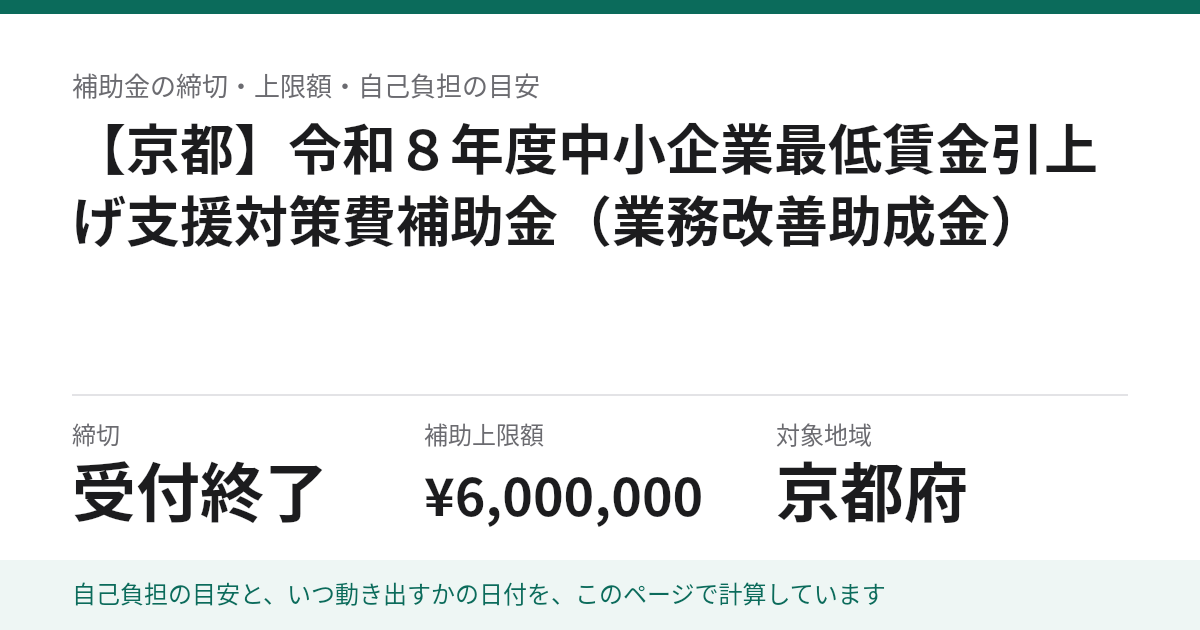 補助金の締切・上限額・自己負担の目安
【京都】令和８年度中小企業最低賃金引上
げ支援対策費補助金（業務改善助成金）
締切
補助上限額
対象地域
受付終了
¥6,000,000
京都府
自己負担の目安と、いつ動き出すかの日付を、このページで計算しています